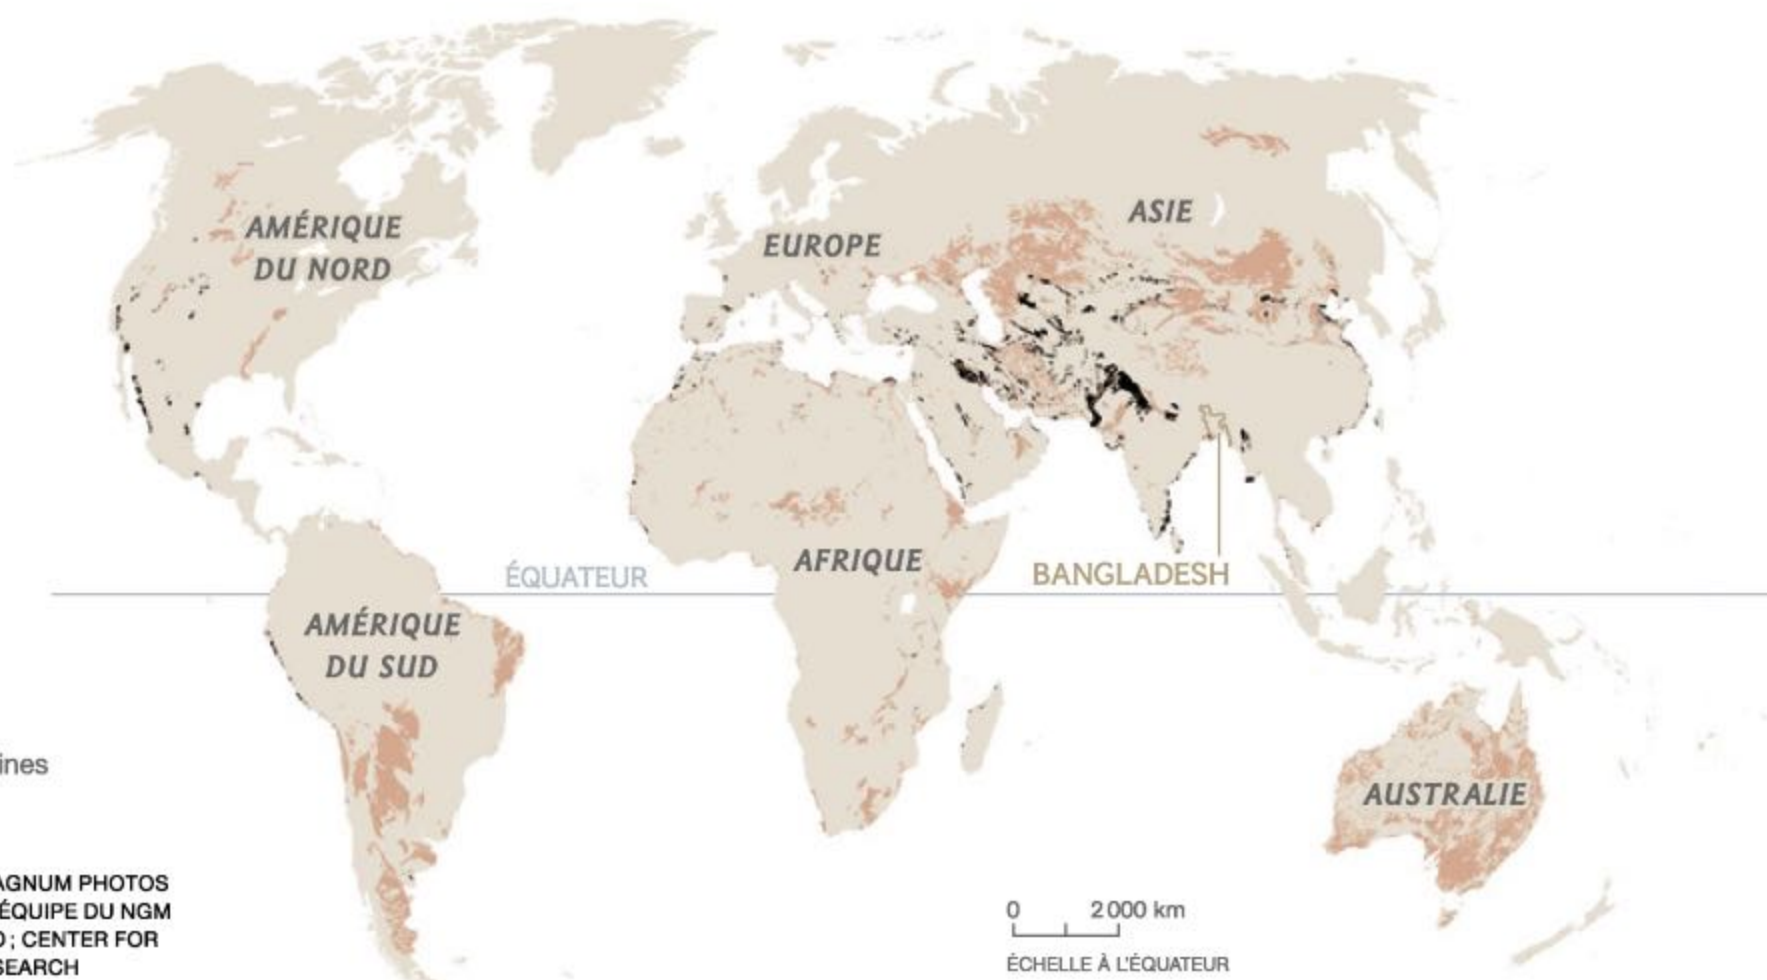 AMÉRIQUE
DU NORD
EUROPE
ASIE
AFRIQUE
ÉQUATEUR
BANGLADESH
AMÉRIQUE
DU SUD
AUSTRALIE
ines
AGNUM PHOTOS
ÉQUIPE DU NGM
; CENTER FOR
SEARCH
0 2 000 km
ÉCHELLE À L'ÉQUATEUR